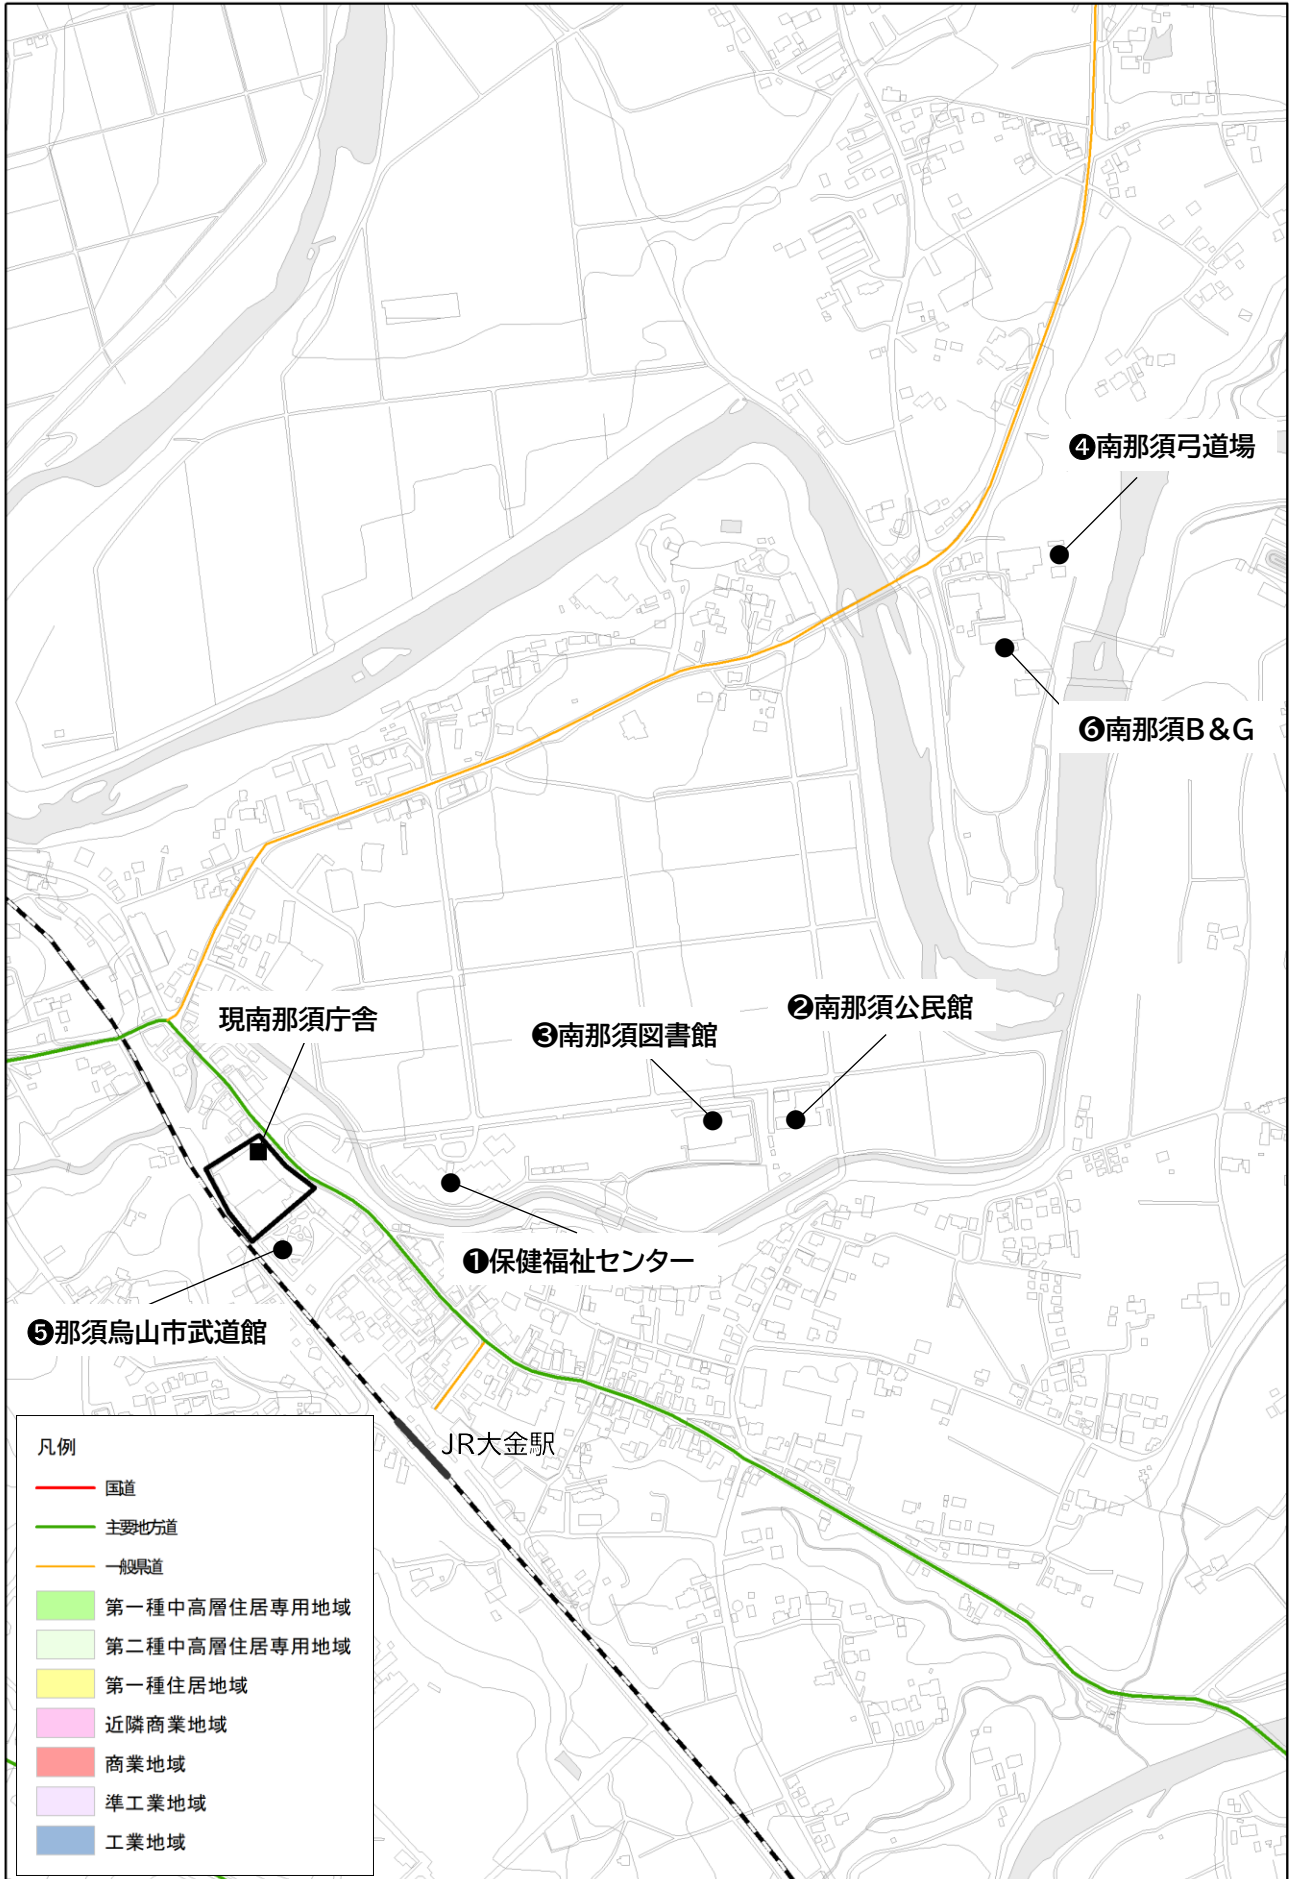 ❹南那須弓道場
❻南那須B&G
❷南那須公民館
現南那須庁舎
❸南那須図書館
❶保健福祉センター
❺那須烏山市武道館
JR大金駅
凡例
国道
主要地方道
一般県道
第一種中高層住居専用地域
第二種中高層住居専用地域
第一種住居地域
近隣商業地域
商業地域
準工業地域
工業地域